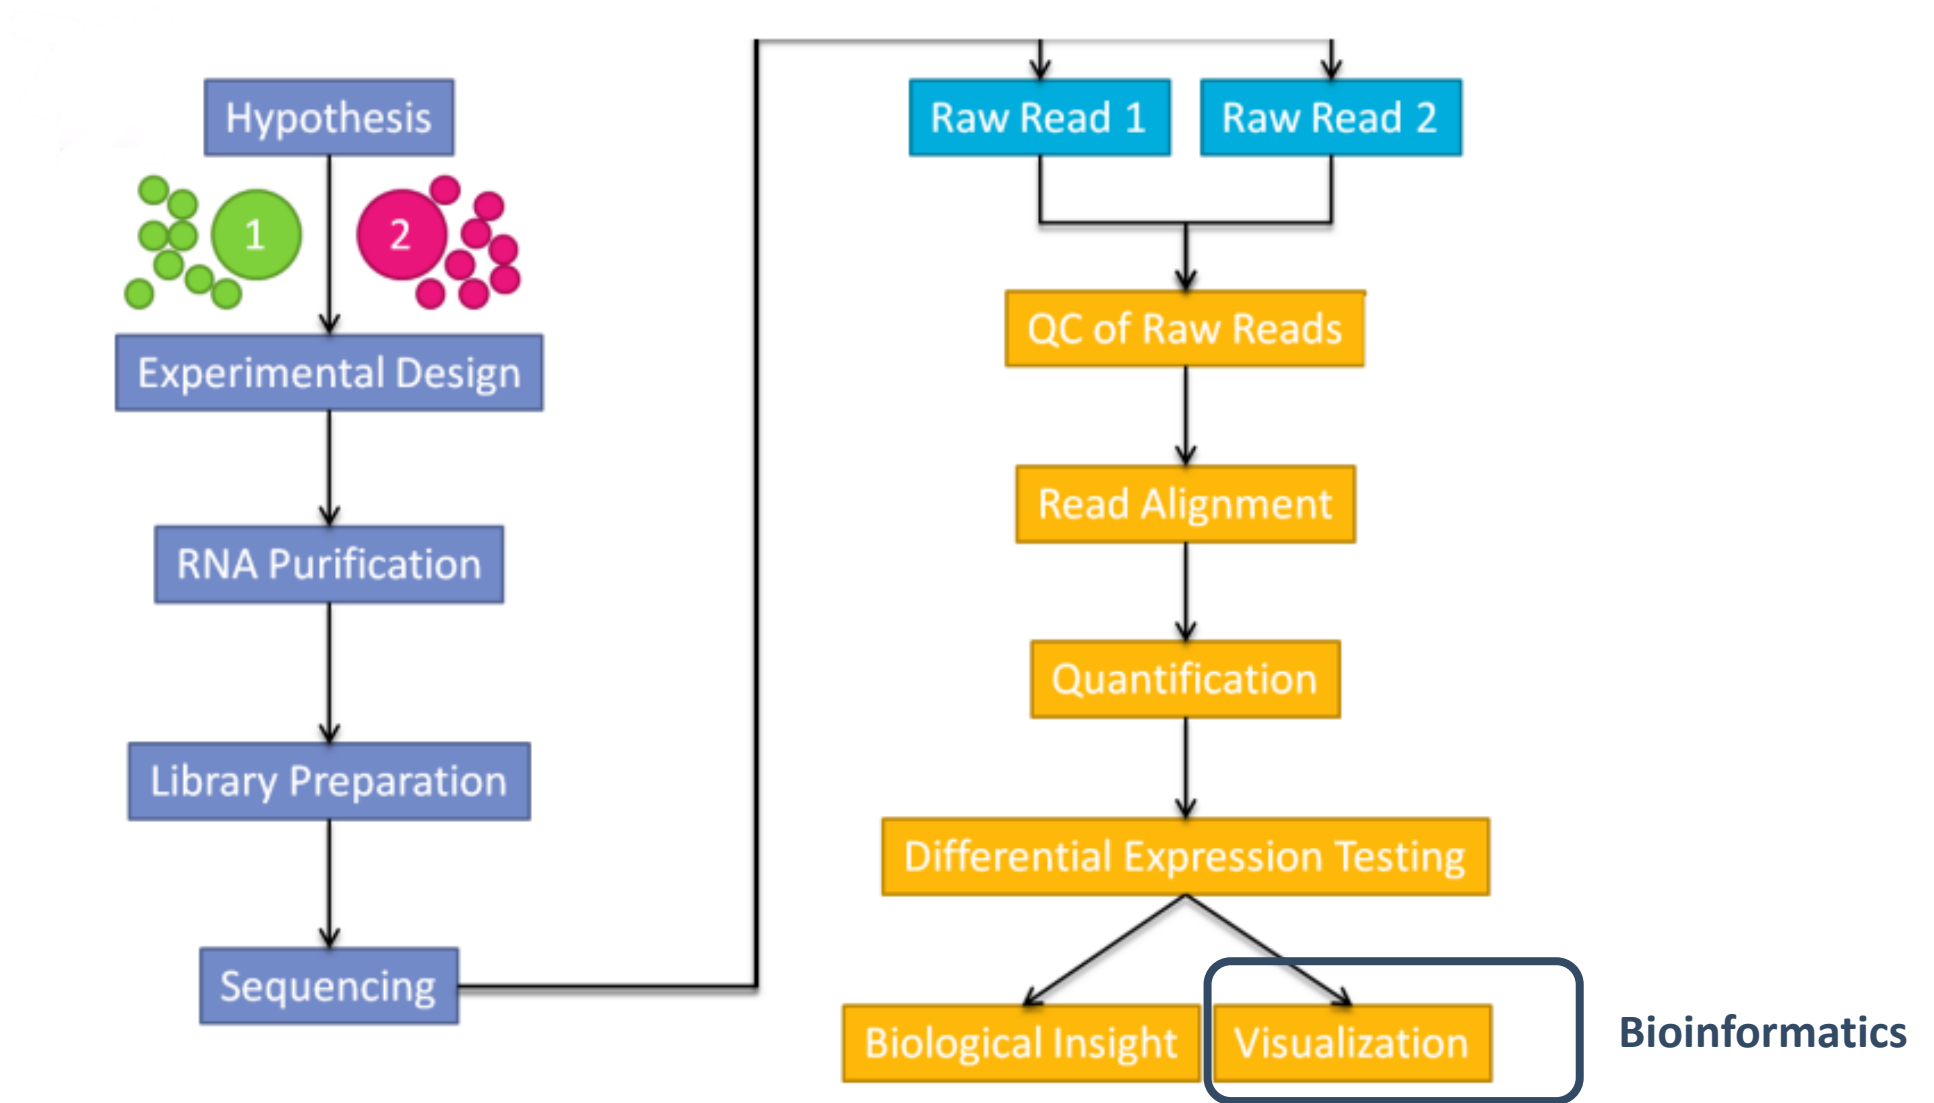 Hypothesis
1
2
Experimental Design
RNA Purification
Library Preparation
Sequencing
Raw Read 1
Raw Read 2
QC of Raw Reads
Read Alignment
Quantification
Differential Expression Testing
Biological Insight
Visualization
Bioinformatics